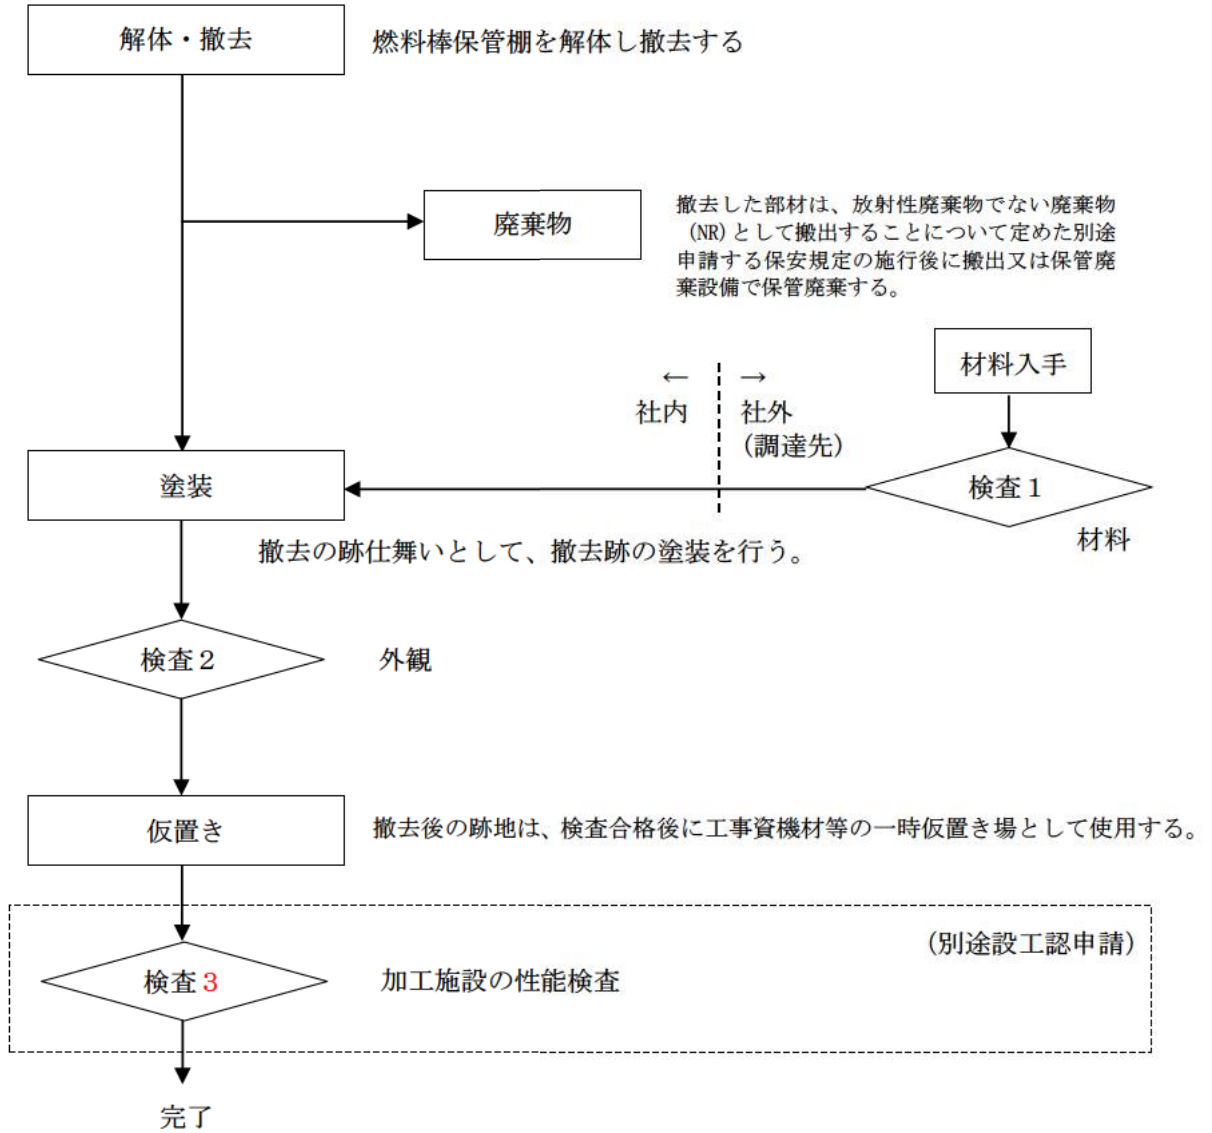 解体・撤去
燃料棒保管棚を解体し撤去する
廃棄物
撤去した部材は、放射性廃棄物でない廃棄物
(NR)として搬出することについて定めた別途
申請する保安規定の施行後に搬出又は保管廃
棄設備で保管廃棄する。
材料入手
← →
社内 社外
(調達先)
検査１
材料
塗装
撤去の跡仕舞いとして、撤去跡の塗装を行う。
検査２
外観
仮置き
撤去後の跡地は、検査合格後に工事資機材等の一時仮置き場として使用する。
(別途設工認申請)
検査３
加工施設の性能検査
完了